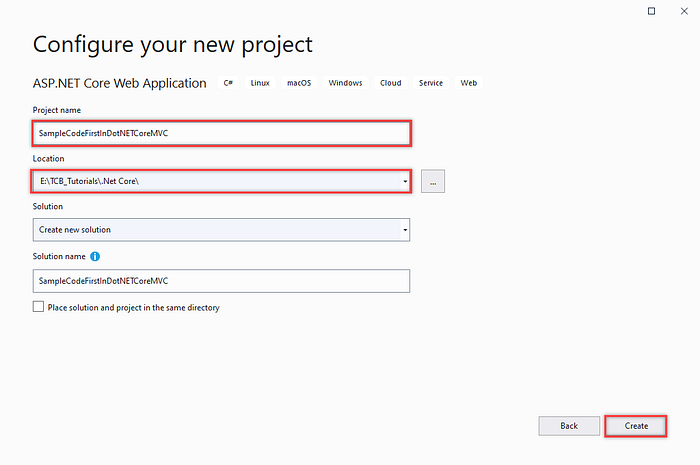 Configure your new project
ASP.NET Core Web Application C# Linux macOS Windows Cloud Service Web
Project name
SampleCodeFirstInDotNETCoreMVC
Location
E:\TCB_Tutorials\.Net Core\
...
Solution
Create new solution
Solution name
SampleCodeFirstInDotNETCoreMVC
Place solution and project in the same directory
Back Create